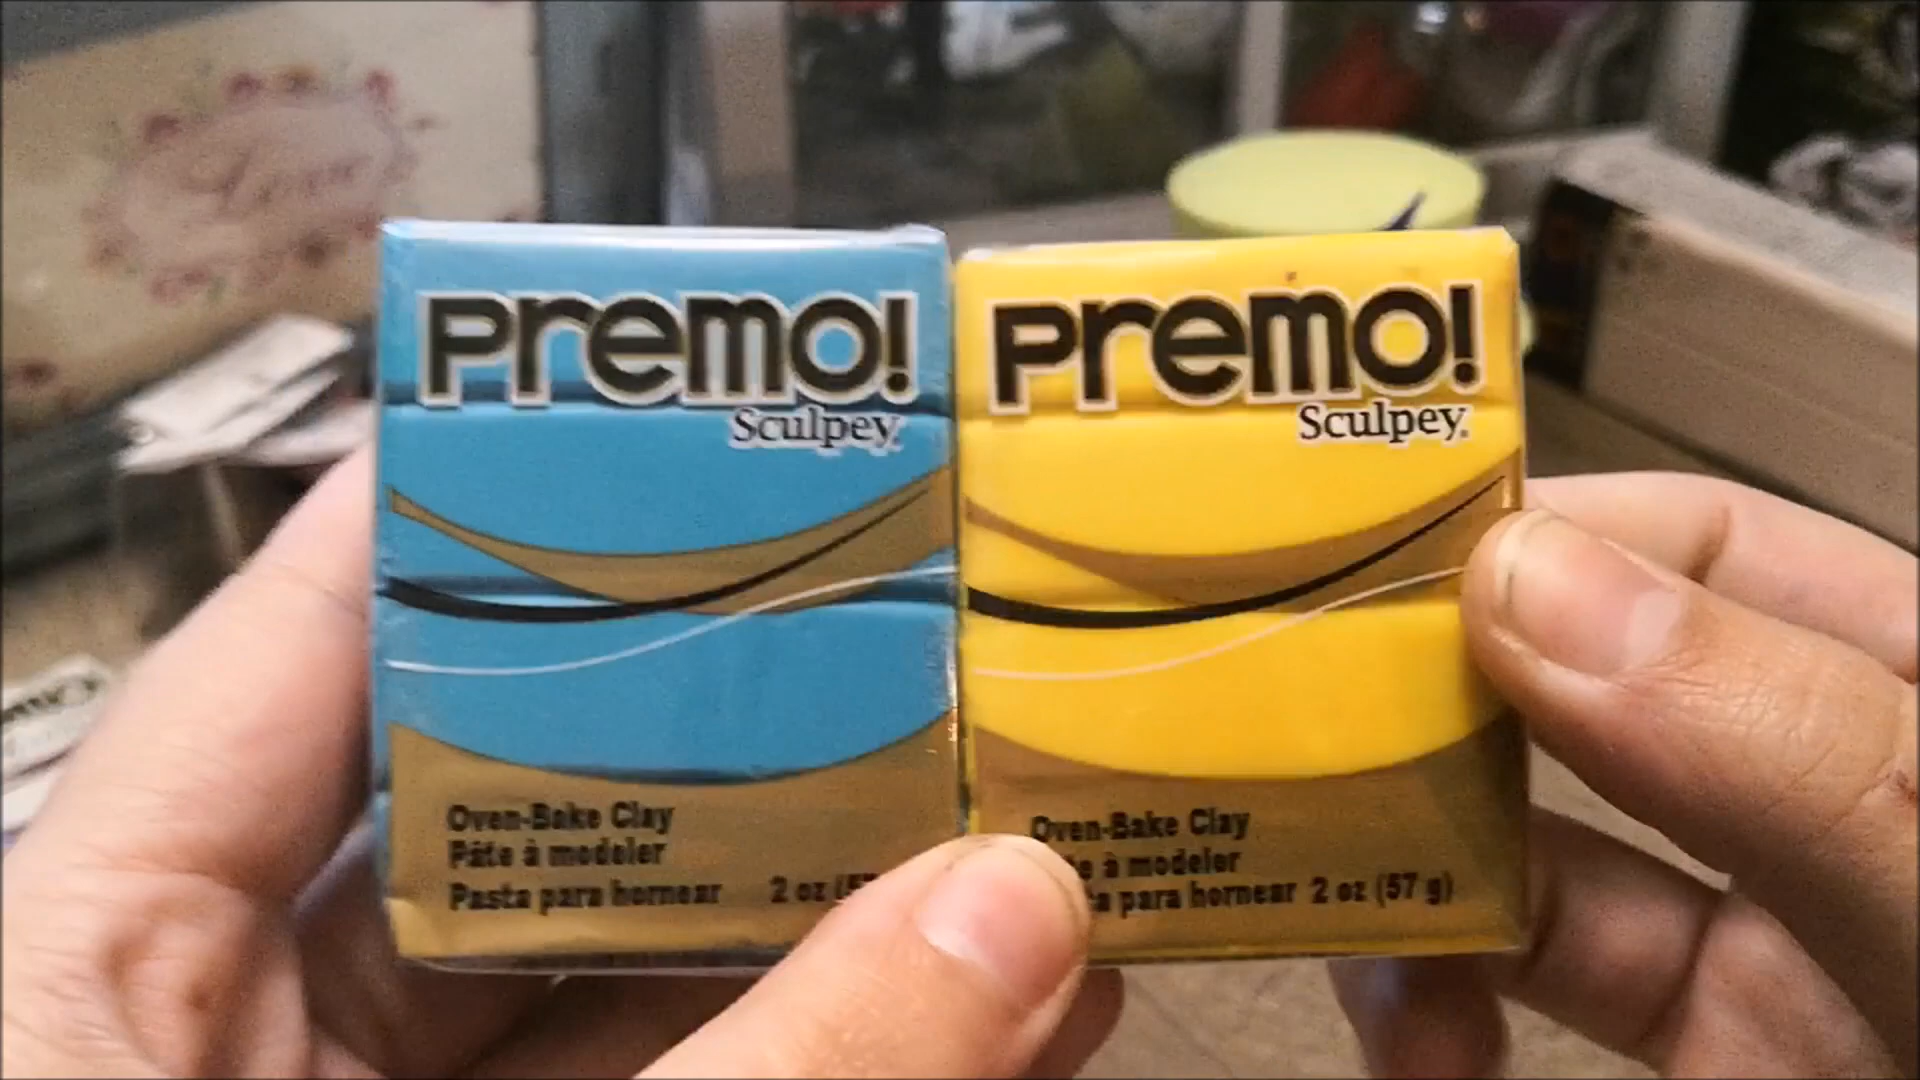 Premo!
Sculpey
Oven-Bake Clay
Pâte à modeler
Pasta para hornear 2 oz
Premo!
Sculpey
Oven-Bake Clay
à modeler
para hornear 2 oz (57 g)